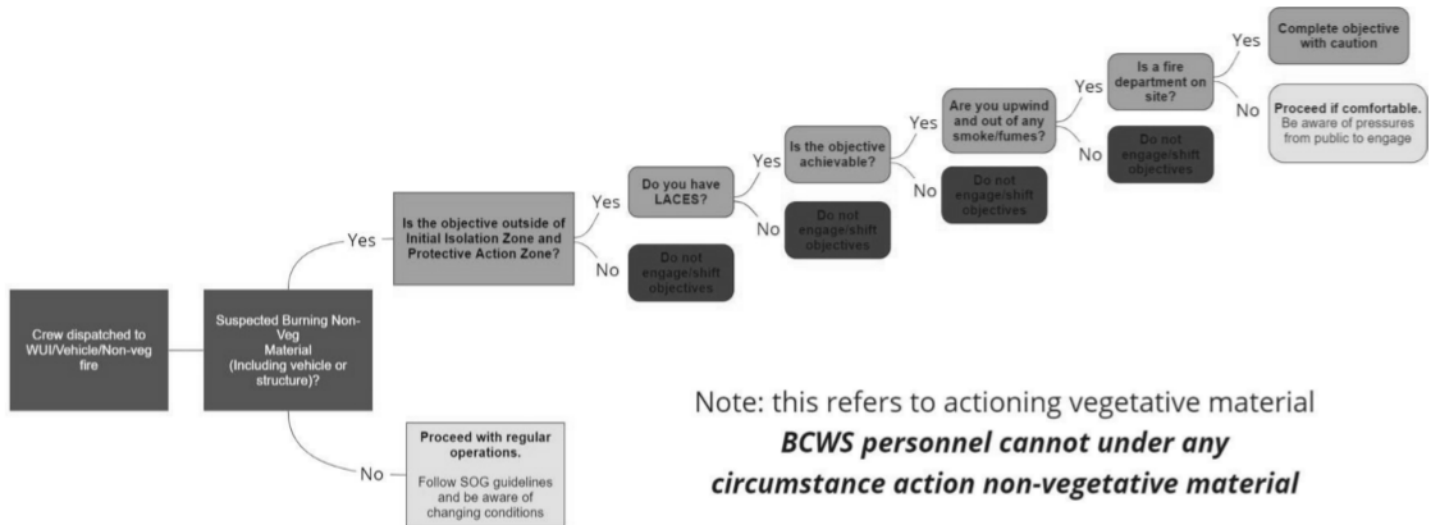 Crew dispatched to
WUI/Vehicle/Non-veg
fire
Suspected Burning Non-
Veg
Material
(Including vehicle or
structure)?
Yes
No
Proceed with regular
operations.
Follow SOG guidelines
and be aware of
changing conditions
Is the objective outside of
Initial Isolation Zone and
Protective Action Zone?
Yes
No
Do not
engage/shift
objectives
Do you have
LACES?
Yes
No
Do not
engage/shift
objectives
Is the objective
achievable?
Yes
No
Do not
engage/shift
objectives
Are you upwind
and out of any
smoke/fumes?
Yes
No
Do not
engage/shift
objectives
Is a fire
department on
site?
Yes
Complete objective
with caution
No
Proceed if comfortable.
Be aware of pressures
from public to engage
Note: this refers to actioning vegetative material
BCWS personnel cannot under any
circumstance action non-vegetative material